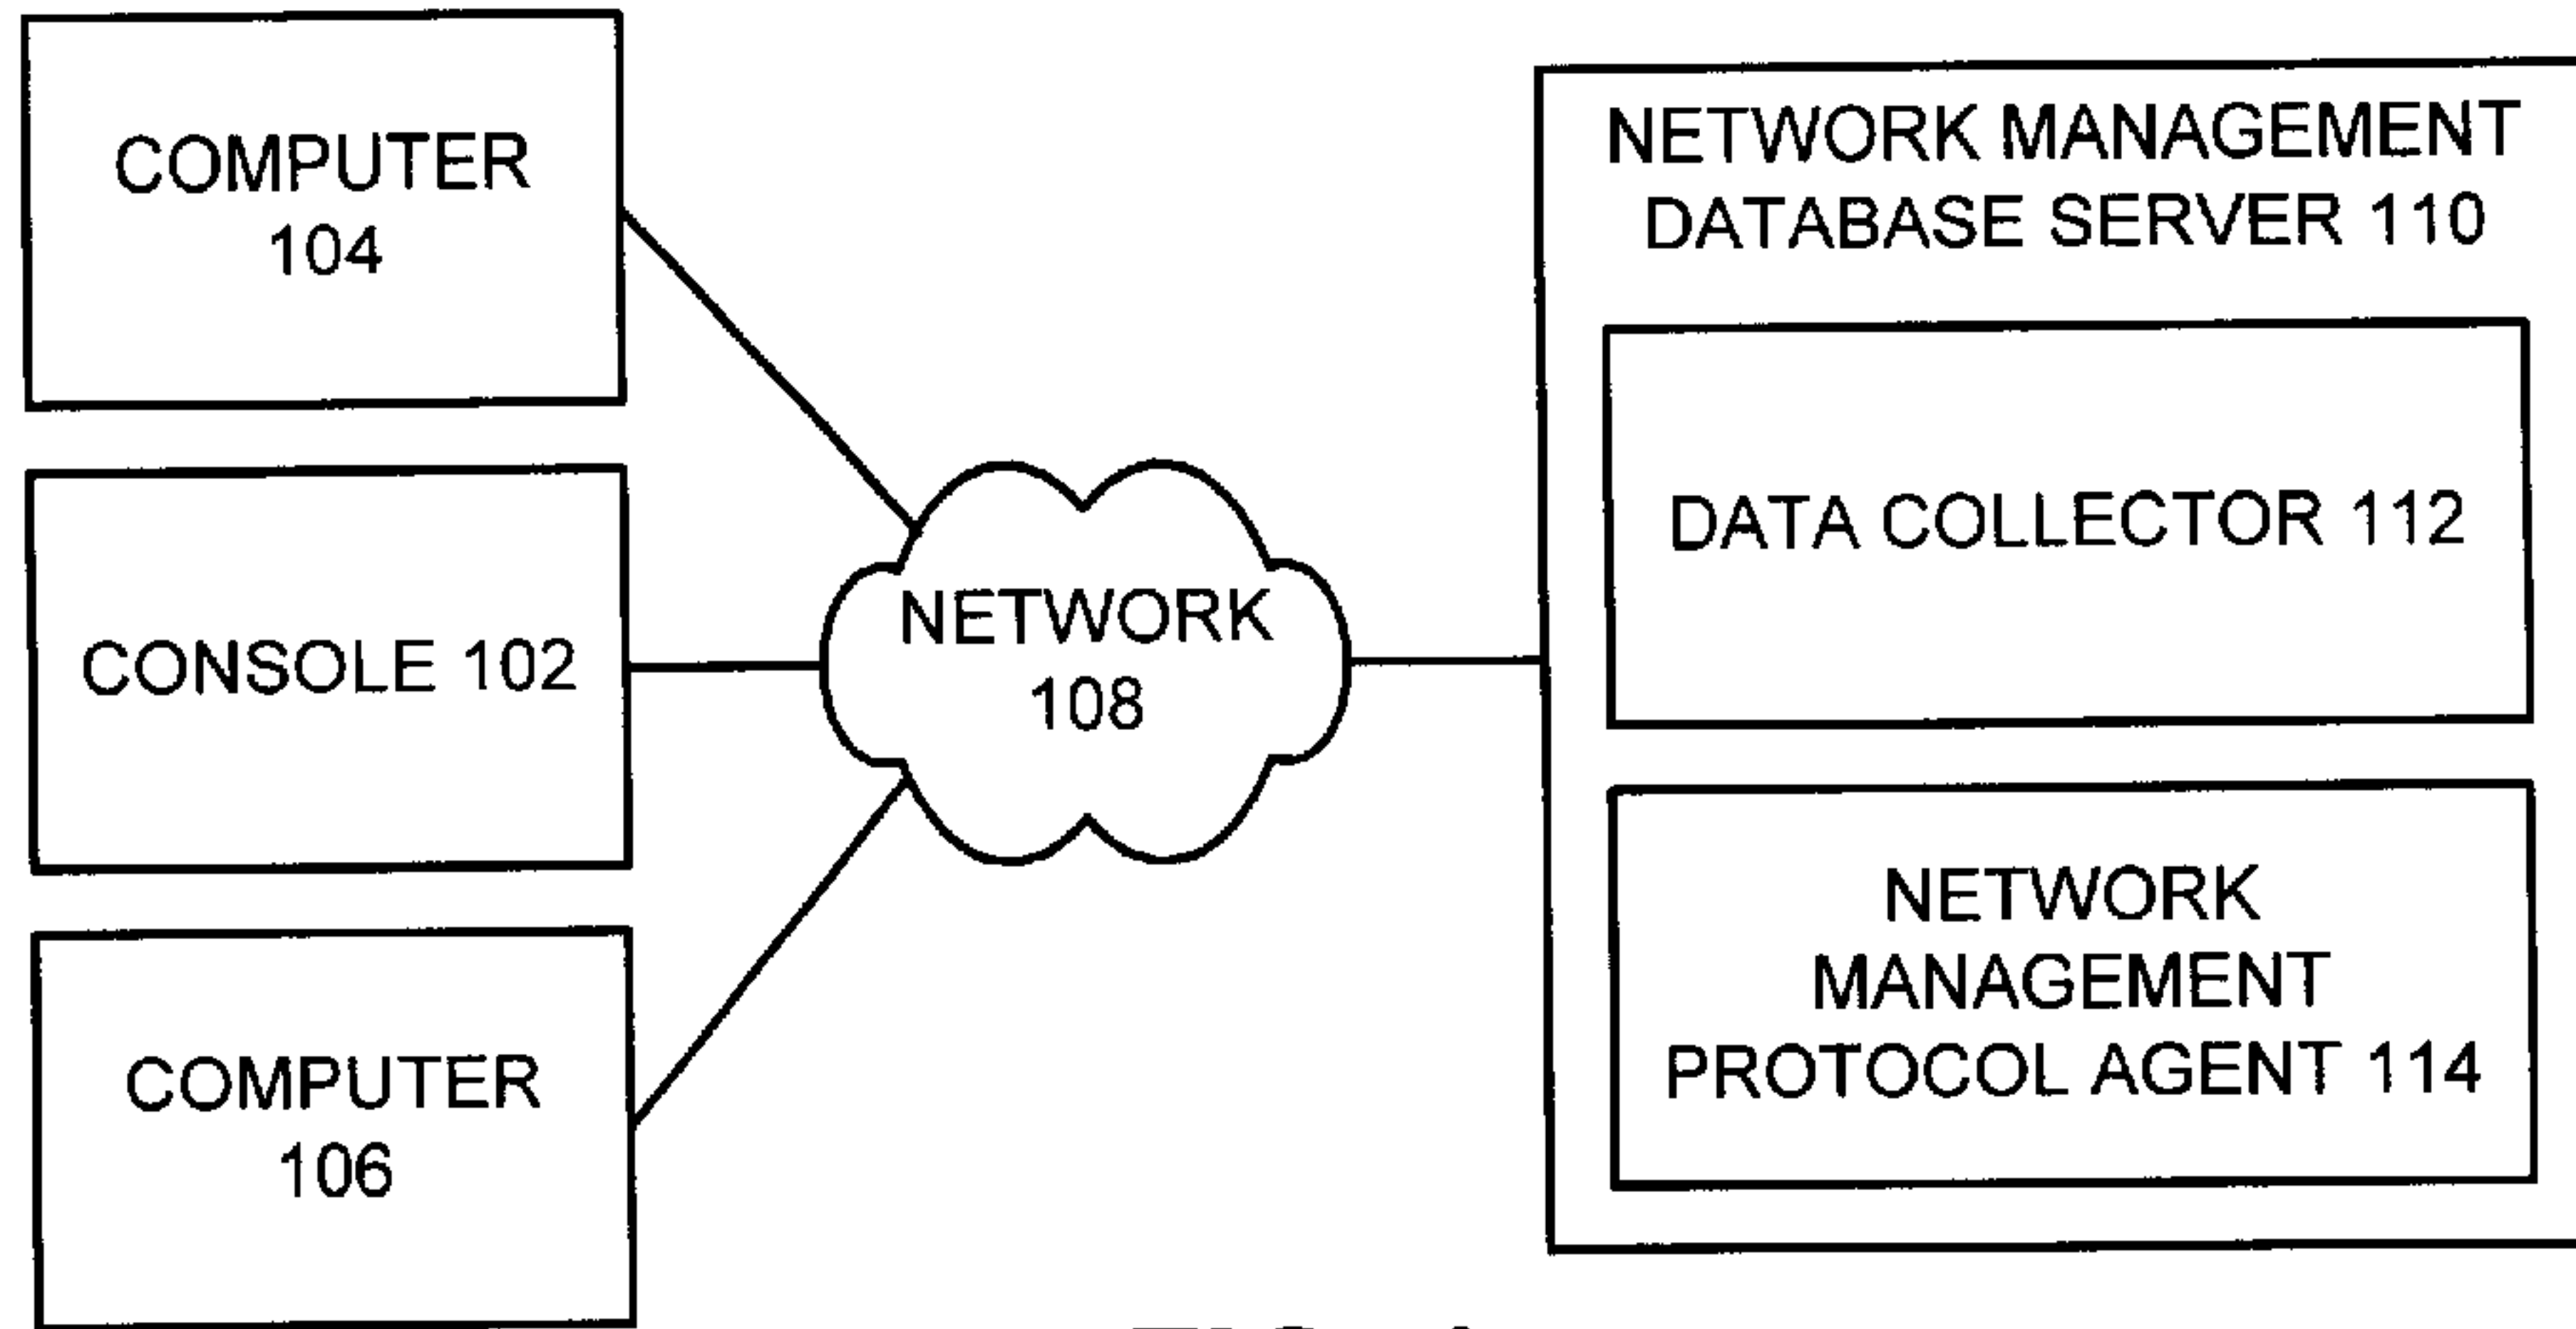 COMPUTER
104
CONSOLE 102
COMPUTER
106
NETWORK
108
NETWORK MANAGEMENT
DATABASE SERVER 110
DATA COLLECTOR 112
NETWORK
MANAGEMENT
PROTOCOL AGENT 114